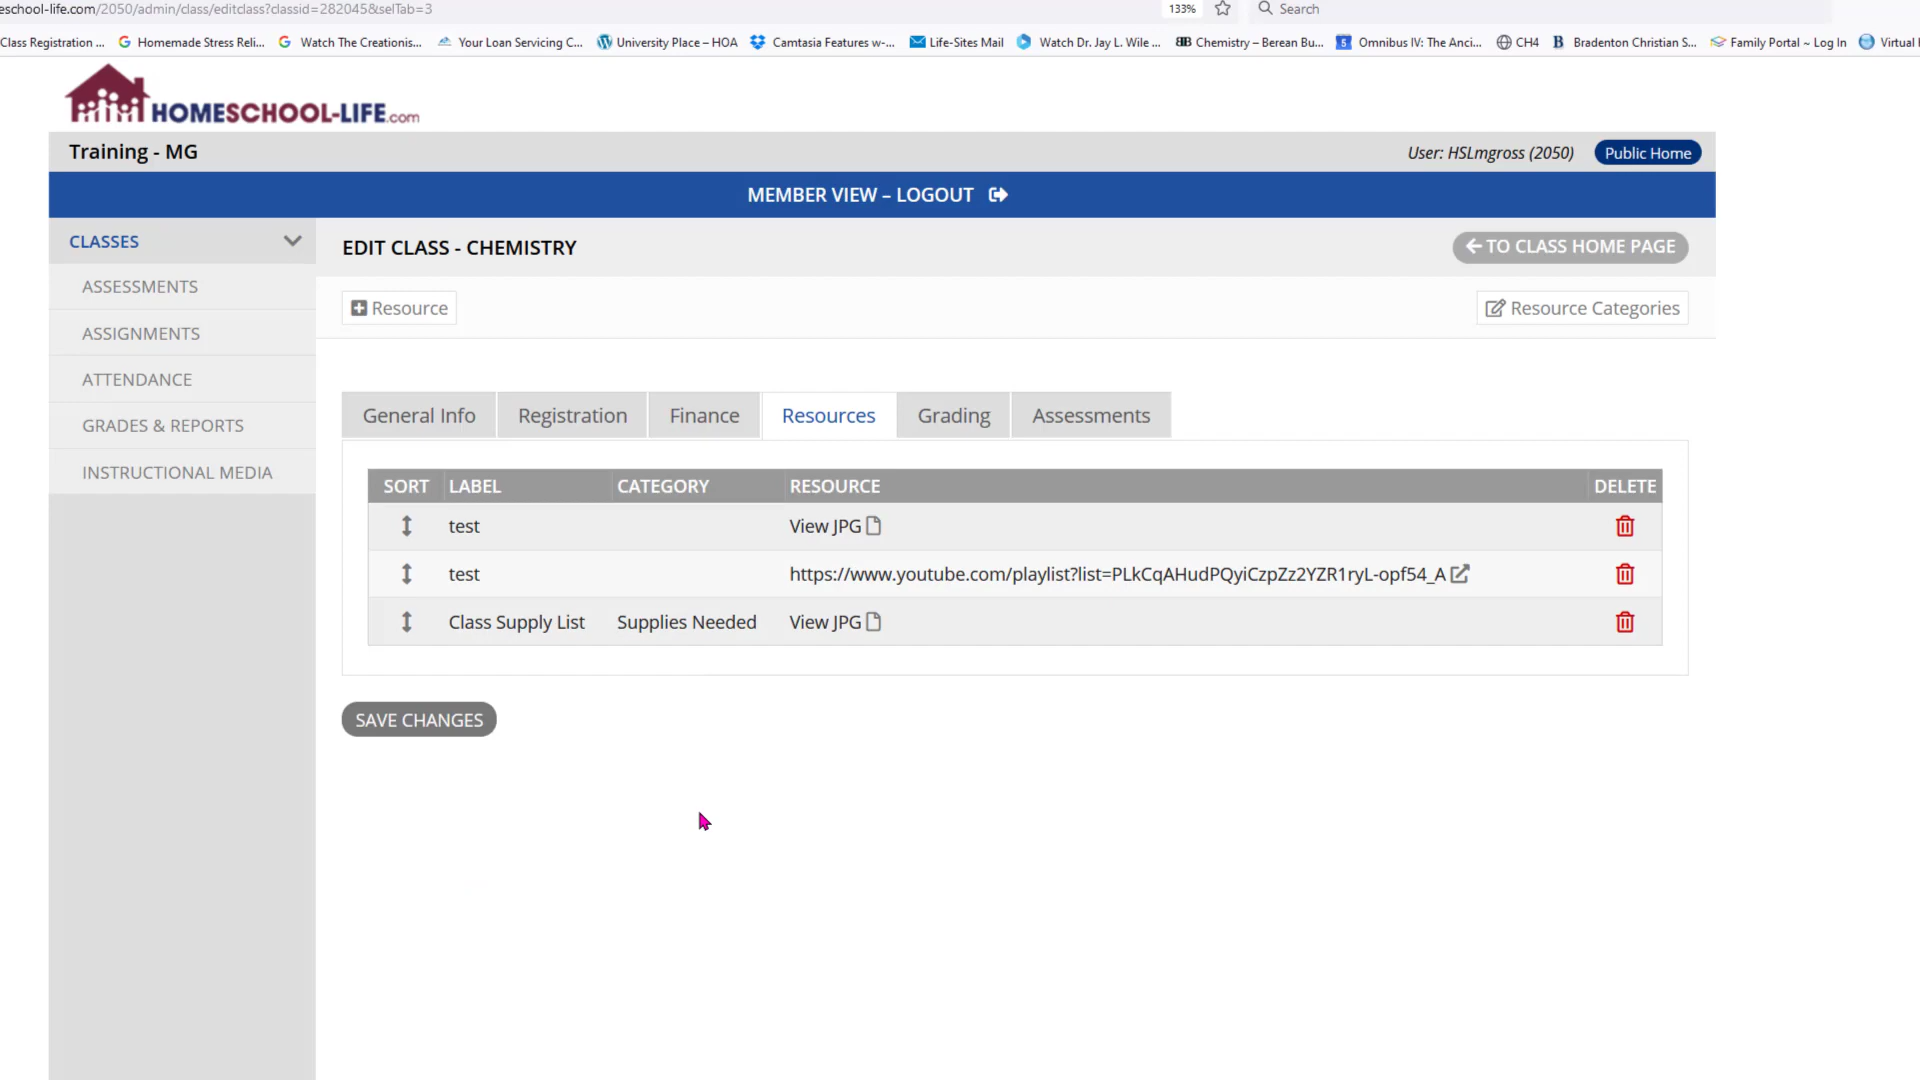 eschool-life.com/2050/admin/class/editclass?classid=282045&selTab=3
133%
Search
Class Registration ...
Homemade Stress Reli...
Watch The Creationis...
Your Loan Servicing C...
University Place – HOA
Camtasia Features w-...
Life-Sites Mail
Watch Dr. Jay L. Wile ...
BB Chemistry – Berean Bu...
5 Omnibus IV: The Anci...
CH4
B Bradenton Christian S...
Family Portal ~ Log In
Virtual
HOMESCHOOL-LIFE.com
Training - MG
User: HSLmgross (2050)
Public Home
MEMBER VIEW – LOGOUT
CLASSES
ASSESSMENTS
ASSIGNMENTS
ATTENDANCE
GRADES & REPORTS
INSTRUCTIONAL MEDIA
EDIT CLASS - CHEMISTRY
TO CLASS HOME PAGE
Resource
Resource Categories
General Info
Registration
Finance
Resources
Grading
Assessments
SORT LABEL CATEGORY RESOURCE DELETE
test View JPG
test https://www.youtube.com/playlist?list=PLkCqAHudPQyiCzpZz2YZR1ryL-opf54_A
Class Supply List Supplies Needed View JPG
SAVE CHANGES